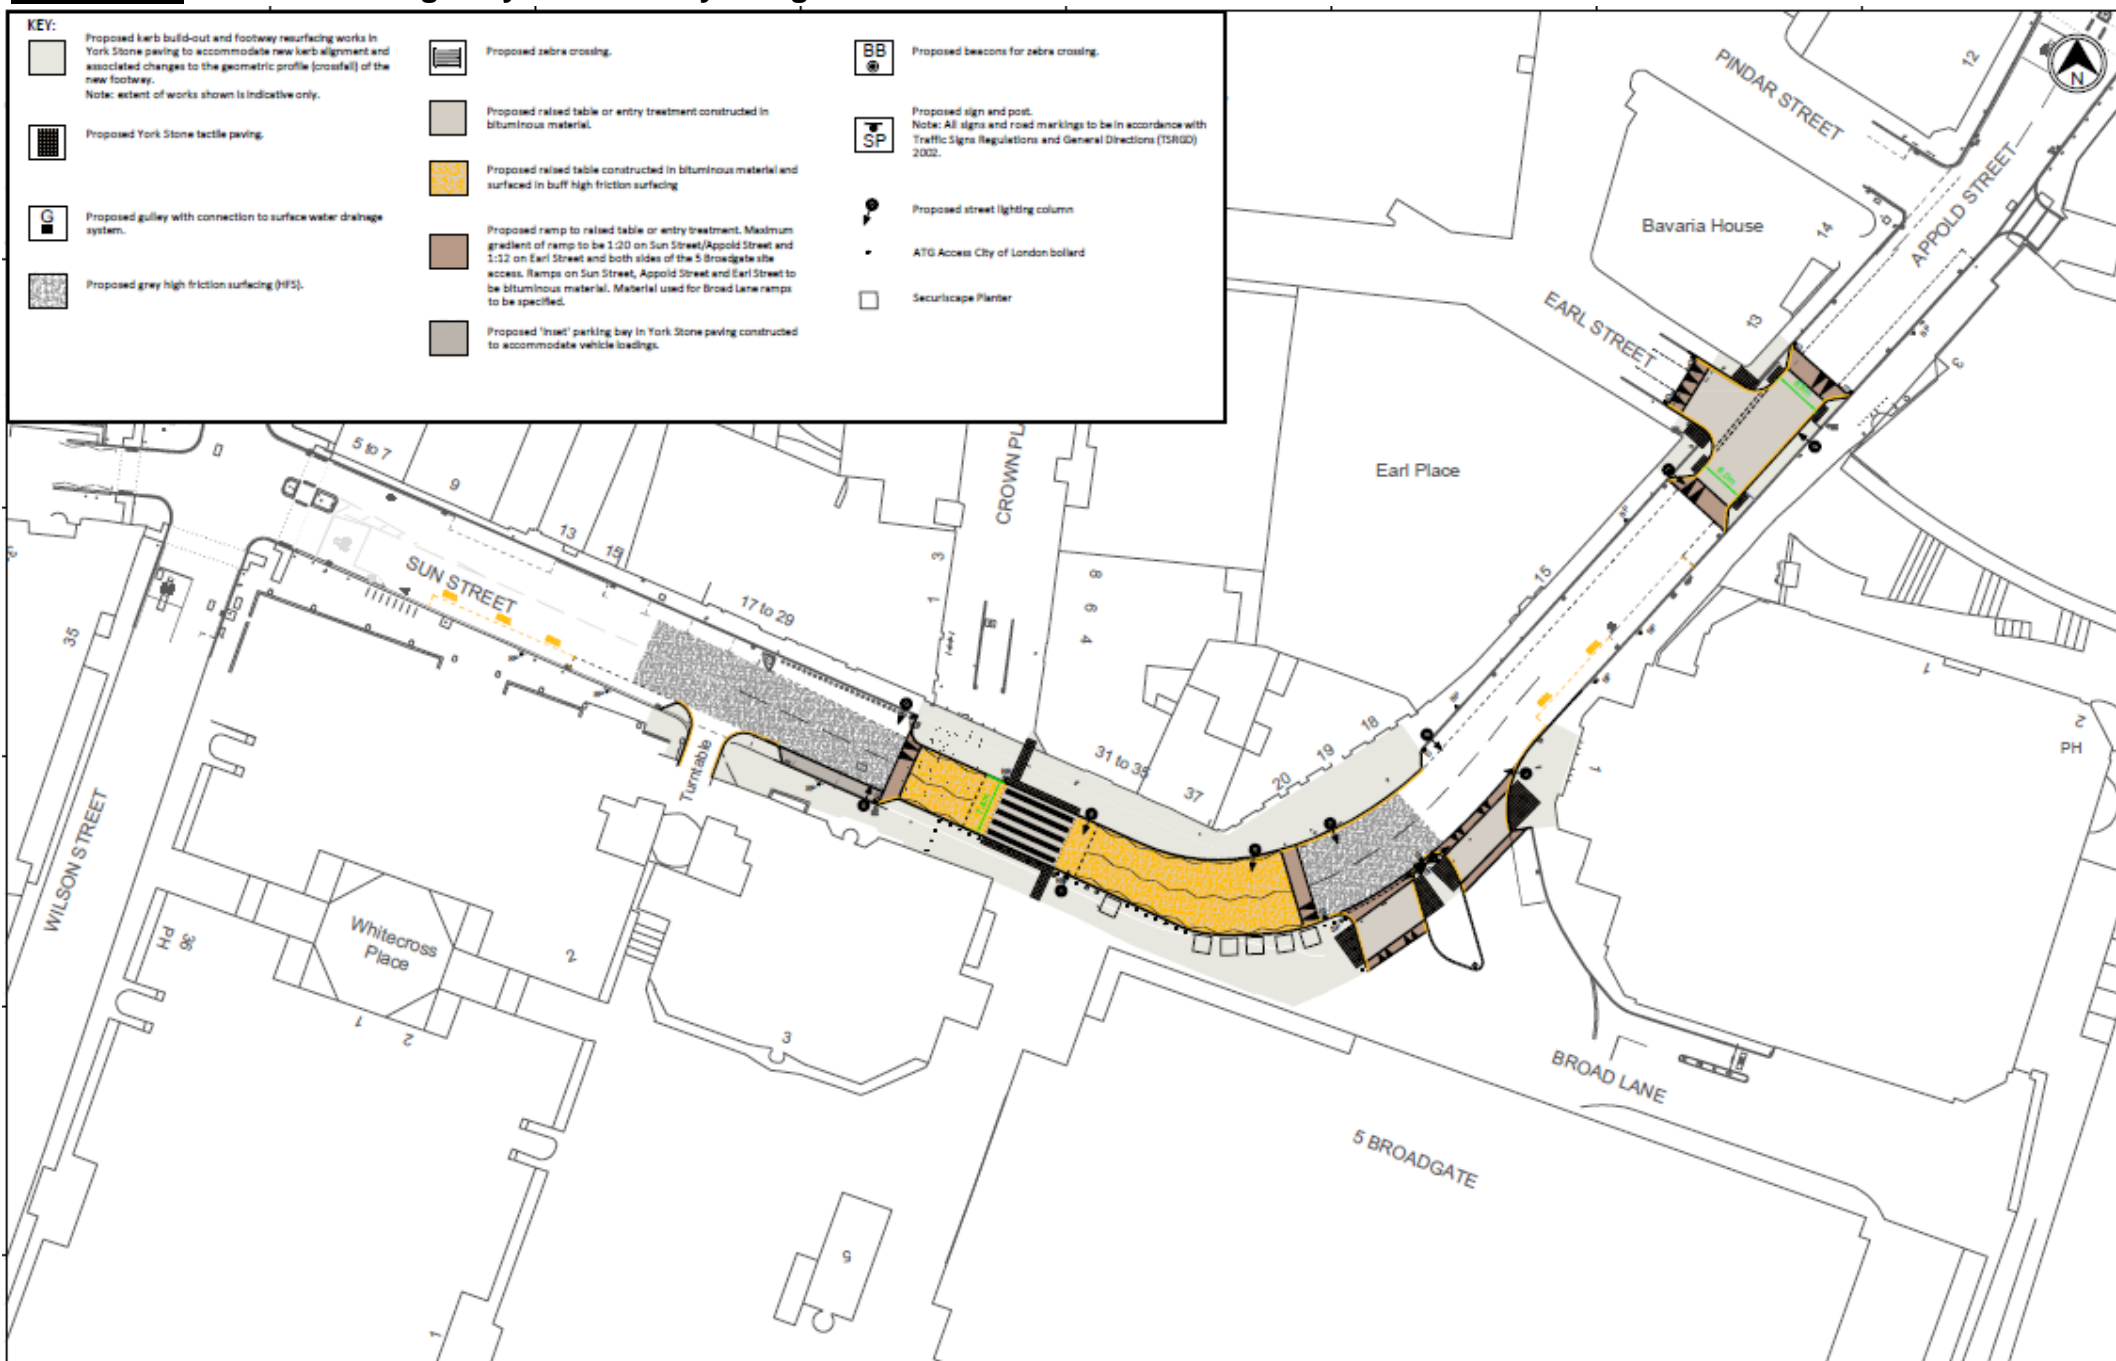 KEY:
Proposed kerb build-out and footway resurfacing works in
York Stone paving to accommodate new kerb alignment and
associated changes to the geometric profile (crossfall) of the
new footway.
Note: extent of works shown is indicative only.
Proposed York Stone tactile paving.
G
Proposed gulley with connection to surface water drainage
system.
Proposed grey high friction surfacing (HFS).
Proposed zebra crossing.
Proposed raised table or entry treatment constructed in
bituminous material.
Proposed raised table constructed in bituminous material and
surfaced in buff high friction surfacing
Proposed ramp to raised table or entry treatment. Maximum
gradient of ramp to be 1:20 on Sun Street/Appold Street and
1:12 on Earl Street and both sides of the 5 Broadgate site
access. Ramps on Sun Street, Appold Street and Earl Street to
be bituminous material. Material used for Broad Lane ramps
to be specified.
Proposed 'inset' parking bay in York Stone paving constructed
to accommodate vehicle loadings.
BB
Proposed beacons for zebra crossing.
SP
Proposed sign and post.
Note: All signs and road markings to be in accordance with
Traffic Signs Regulations and General Directions (TSRGD)
2002.
Proposed street lighting column
ATG Access City of London bollard
Securiscape Planter
N
PINDAR STREET
12
APPOLD STREET
Bavaria House
14
13
EARL STREET
3
Earl Place
CROWN PL
5 to 7
9
13
15
SUN STREET
17 to 29
3
1
8
6
4
15
31 to 35
37
20
19
18
Turntable
35
WILSON STREET
Whitecross
Place
36
PH
2
1
2
3
1
1
2
PH
BROAD LANE
5 BROADGATE
5
1